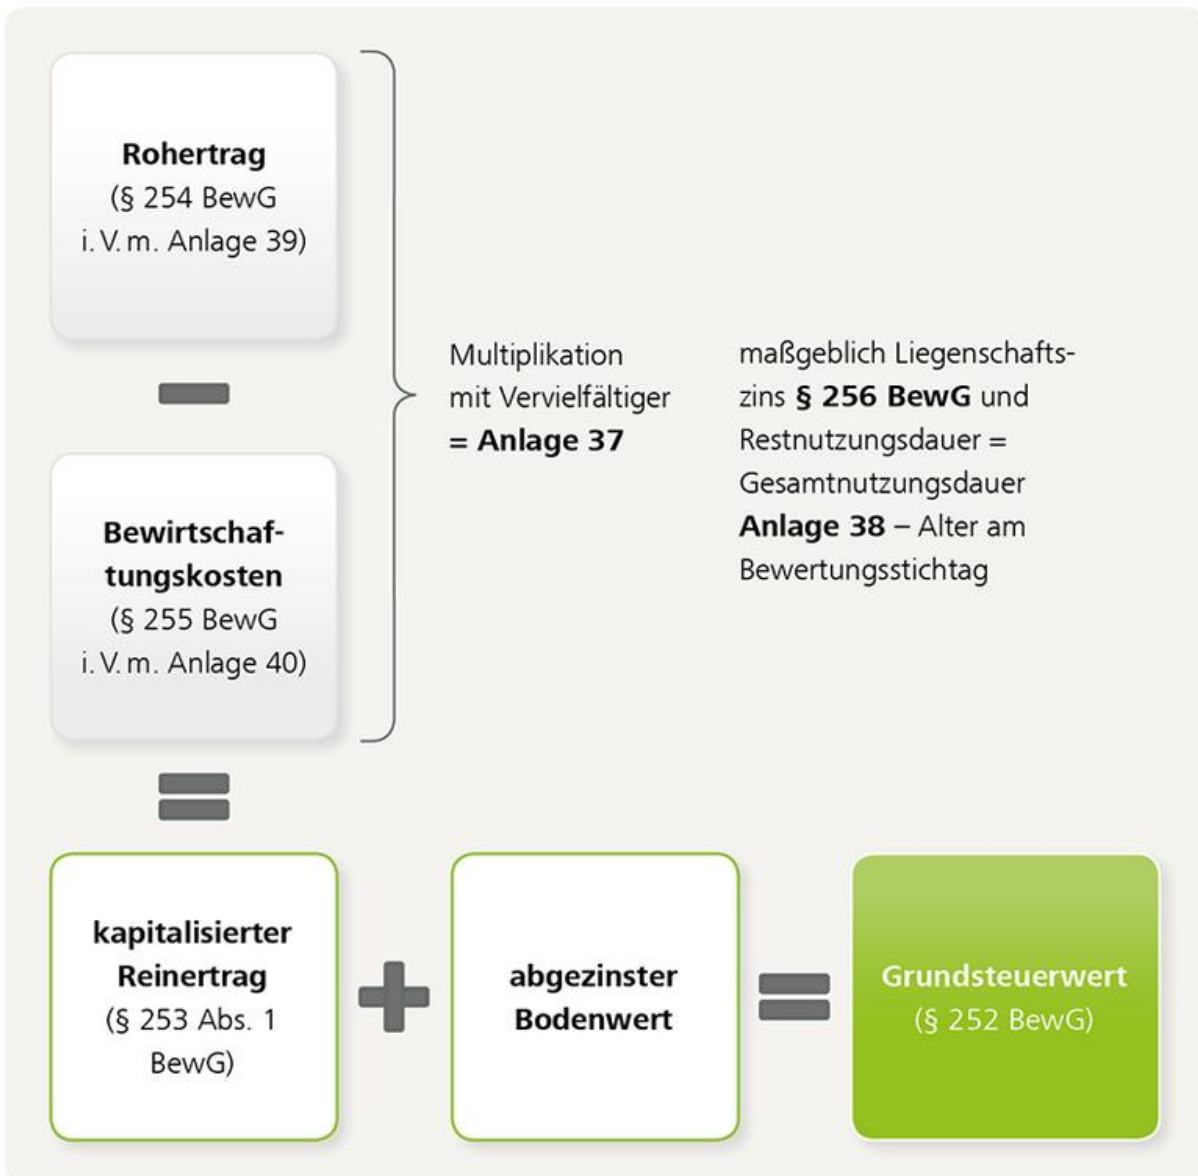 Rohertrag
(§ 254 BewG
i. V. m. Anlage 39)
Multiplikation
mit Vervielfältiger
= Anlage 37
maßgeblich Liegenschafts-
zins § 256 BewG und
Restnutzungsdauer =
Gesamtnutzungsdauer
Anlage 38 – Alter am
Bewertungsstichtag
Bewirtschaf-
tungskosten
(§ 255 BewG
i. V. m. Anlage 40)
kapitalisierter
Reinertrag
(§ 253 Abs. 1
BewG)
abgezinster
Bodenwert
Grundsteuerwert
(§ 252 BewG)